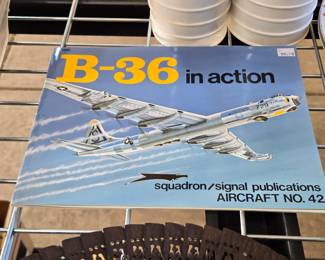 B-36 in action
squadron/signal publications
AIRCRAFT NO. 42